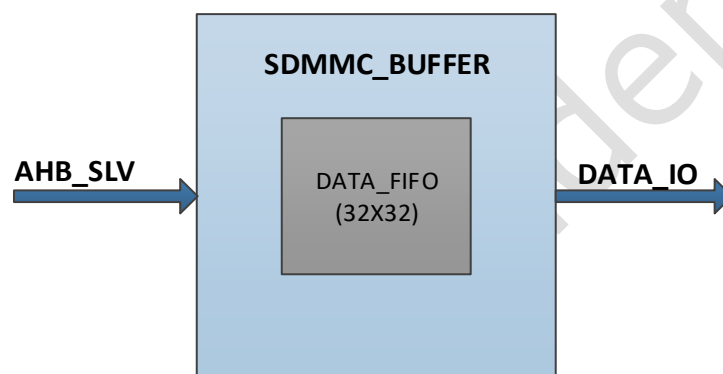 SDMMC_BUFFER
AHB_SLV
DATA_FIFO
(32X32)
DATA_IO